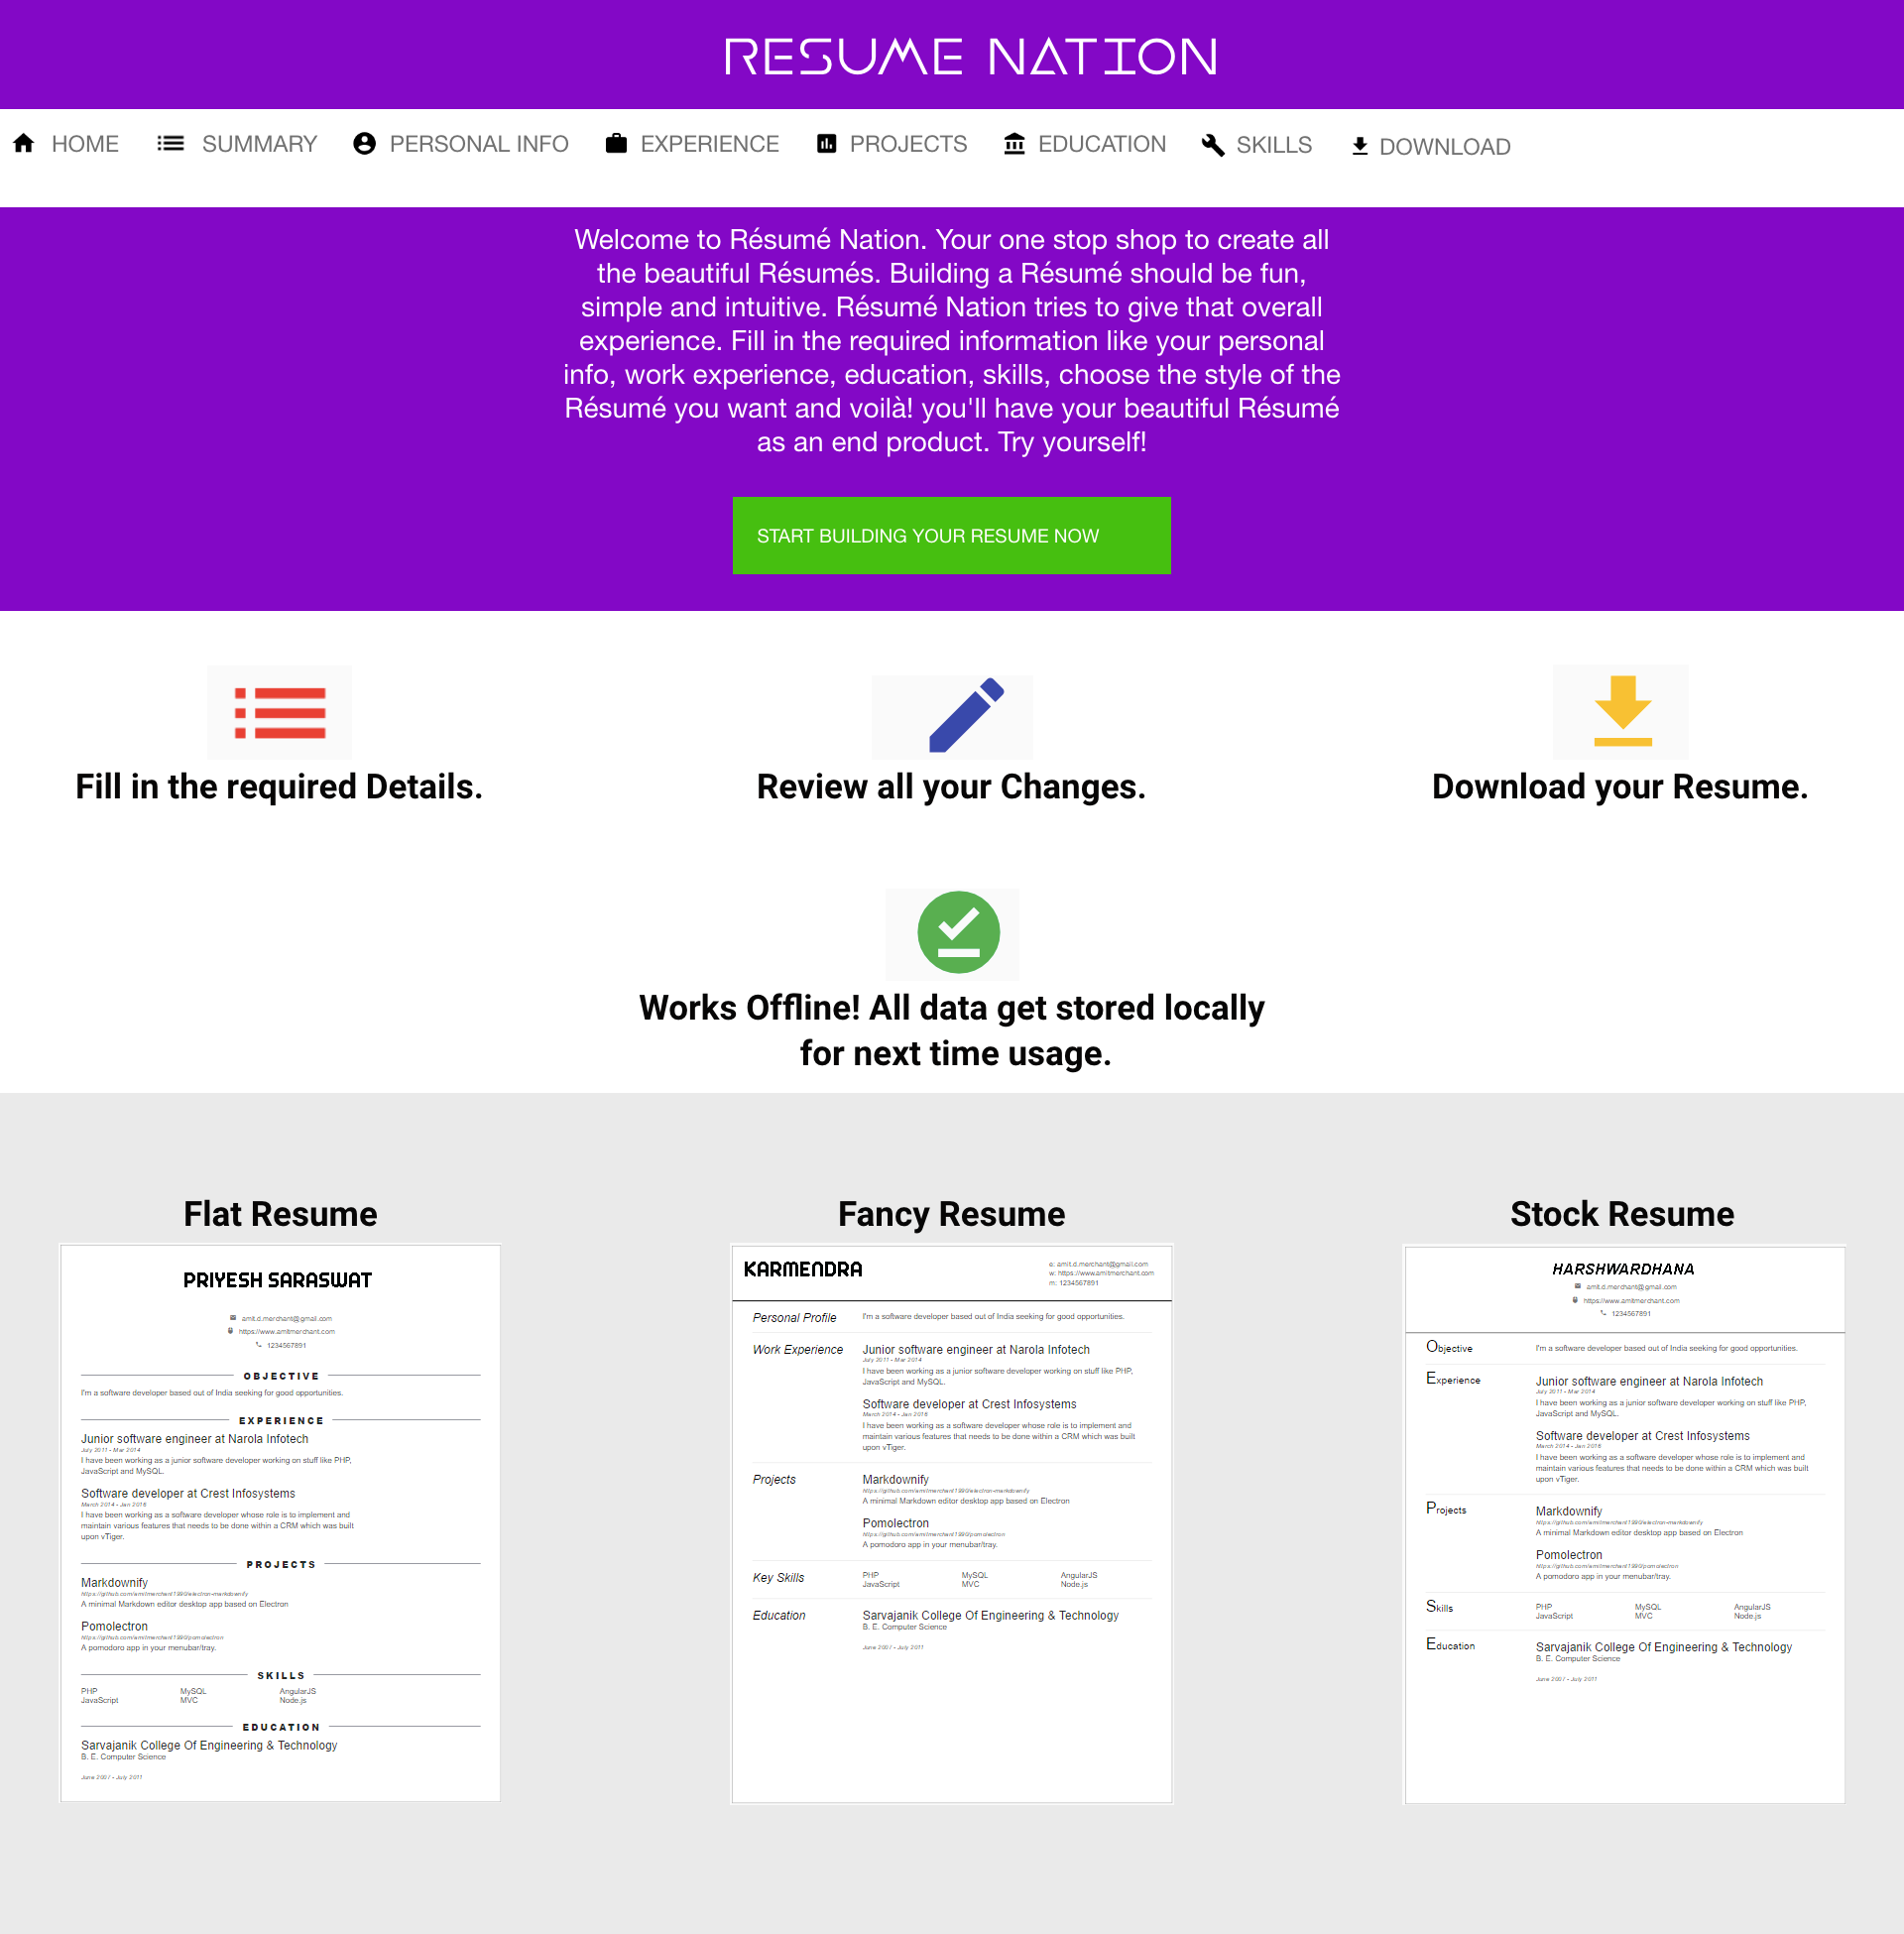 RESUME NATION
HOME SUMMARY PERSONAL INFO EXPERIENCE PROJECTS EDUCATION SKILLS DOWNLOAD
Welcome to Résumé Nation. Your one stop shop to create all
the beautiful Résumés. Building a Résumé should be fun,
simple and intuitive. Résumé Nation tries to give that overall
experience. Fill in the required information like your personal
info, work experience, education, skills, choose the style of the
Résumé you want and voilà! you'll have your beautiful Résumé
as an end product. Try yourself!
START BUILDING YOUR RESUME NOW
Fill in the required Details.
Review all your Changes.
Download your Resume.
Works Offline! All data get stored locally
for next time usage.
Flat Resume
PRIYESH SARASWAT
amit.d.merchant@gmail.com
https://www.amitmerchant.com
1234567891
OBJECTIVE
I'm a software developer based out of India seeking for good opportunities.
EXPERIENCE
Junior software engineer at Narola Infotech
July 2011 - Mar 2014
I have been working as a junior software developer working on stuff like PHP,
JavaScript and MySQL.
Software developer at Crest Infosystems
March 2014 - Jan 2016
I have been working as a software developer whose role is to implement and
maintain various features that needs to be done within a CRM which was built
upon vTiger.
PROJECTS
Markdownify
https://github.com/amitmerchant1990/electron-markdownify
A minimal Markdown editor desktop app based on Electron
Pomolectron
https://github.com/amitmerchant1990/pomolectron
A pomodoro app in your menubar/tray.
SKILLS
PHP MySQL AngularJS
JavaScript MVC Node.js
EDUCATION
Sarvajanik College Of Engineering & Technology
B. E. Computer Science
June 2007 - July 2011
Fancy Resume
KARMENDRA
e: amit.d.merchant@gmail.com
w: https://www.amitmerchant.com
m: 1234567891
Personal Profile I'm a software developer based out of India seeking for good opportunities.
Work Experience Junior software engineer at Narola Infotech
July 2011 - Mar 2014
I have been working as a junior software developer working on stuff like PHP,
JavaScript and MySQL.
Software developer at Crest Infosystems
March 2014 - Jan 2016
I have been working as a software developer whose role is to implement and
maintain various features that needs to be done within a CRM which was built
upon vTiger.
Projects Markdownify
https://github.com/amitmerchant1990/electron-markdownify
A minimal Markdown editor desktop app based on Electron
Pomolectron
https://github.com/amitmerchant1990/pomolectron
A pomodoro app in your menubar/tray.
Key Skills PHP MySQL AngularJS
JavaScript MVC Node.js
Education Sarvajanik College Of Engineering & Technology
B. E. Computer Science
June 2007 - July 2011
Stock Resume
HARSHWARDHANA
amit.d.merchant@gmail.com
https://www.amitmerchant.com
1234567891
Objective I'm a software developer based out of India seeking for good opportunities.
Experience Junior software engineer at Narola Infotech
July 2011 - Mar 2014
I have been working as a junior software developer working on stuff like PHP,
JavaScript and MySQL.
Software developer at Crest Infosystems
March 2014 - Jan 2016
I have been working as a software developer whose role is to implement and
maintain various features that needs to be done within a CRM which was built
upon vTiger.
Projects Markdownify
https://github.com/amitmerchant1990/electron-markdownify
A minimal Markdown editor desktop app based on Electron
Pomolectron
https://github.com/amitmerchant1990/pomolectron
A pomodoro app in your menubar/tray.
Skills PHP MySQL AngularJS
JavaScript MVC Node.js
Education Sarvajanik College Of Engineering & Technology
B. E. Computer Science
June 2007 - July 2011